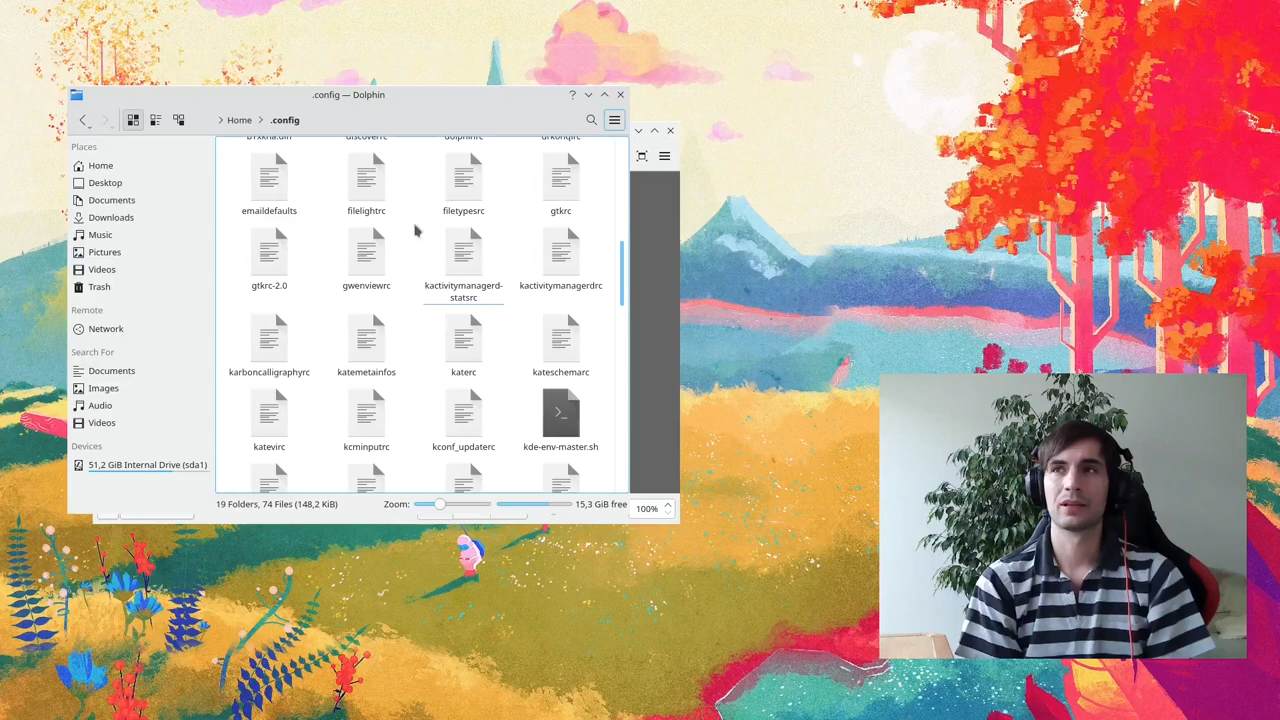 .config — Dolphin
?
Home
.config
Places
Home
Desktop
Documents
Downloads
Music
Pictures
Videos
Trash
Remote
Network
Search For
Documents
Images
Audio
Videos
Devices
51,2 GiB Internal Drive (sda1)
discoverrc
dolphinrc
drkonqirc
emaildefaults
filelightrc
filetypesrc
gtkrc
gtkrc-2.0
gwenviewrc
kactivitymanagerd-
statsrc
kactivitymanagerdrc
karboncalligraphyrc
katemetainfos
katerc
kateschemarc
katevirc
kcminputrc
kconf_updaterc
kde-env-master.sh
19 Folders, 74 Files (148,2 KiB)
Zoom:
15,3 GiB free
100%